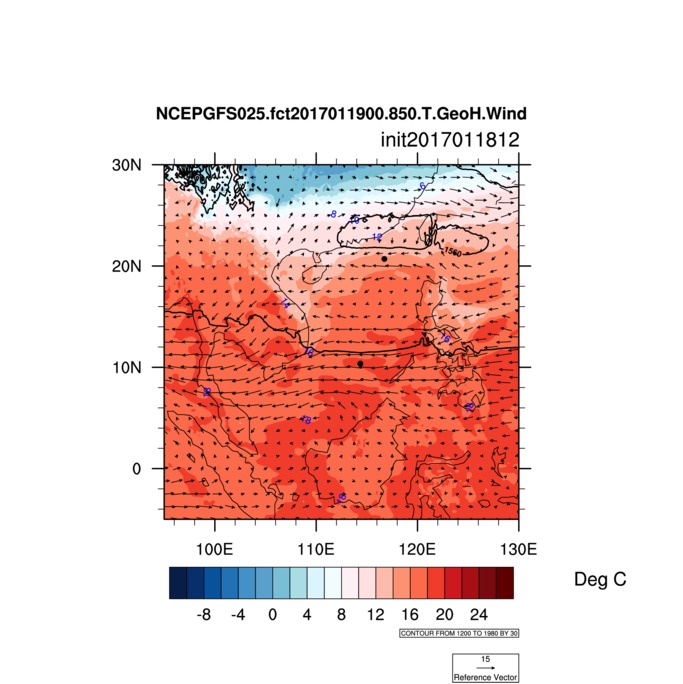 NCEPGFS025.fct2017011900.850.T.GeoH.Wind
init2017011812
30N
20N
10N
0
100E
110E
120E
130E
1560
-8 -4 0 4 8 12 16 20 24
Deg C
CONTOUR FROM 1200 TO 1980 BY 30
15
Reference Vector